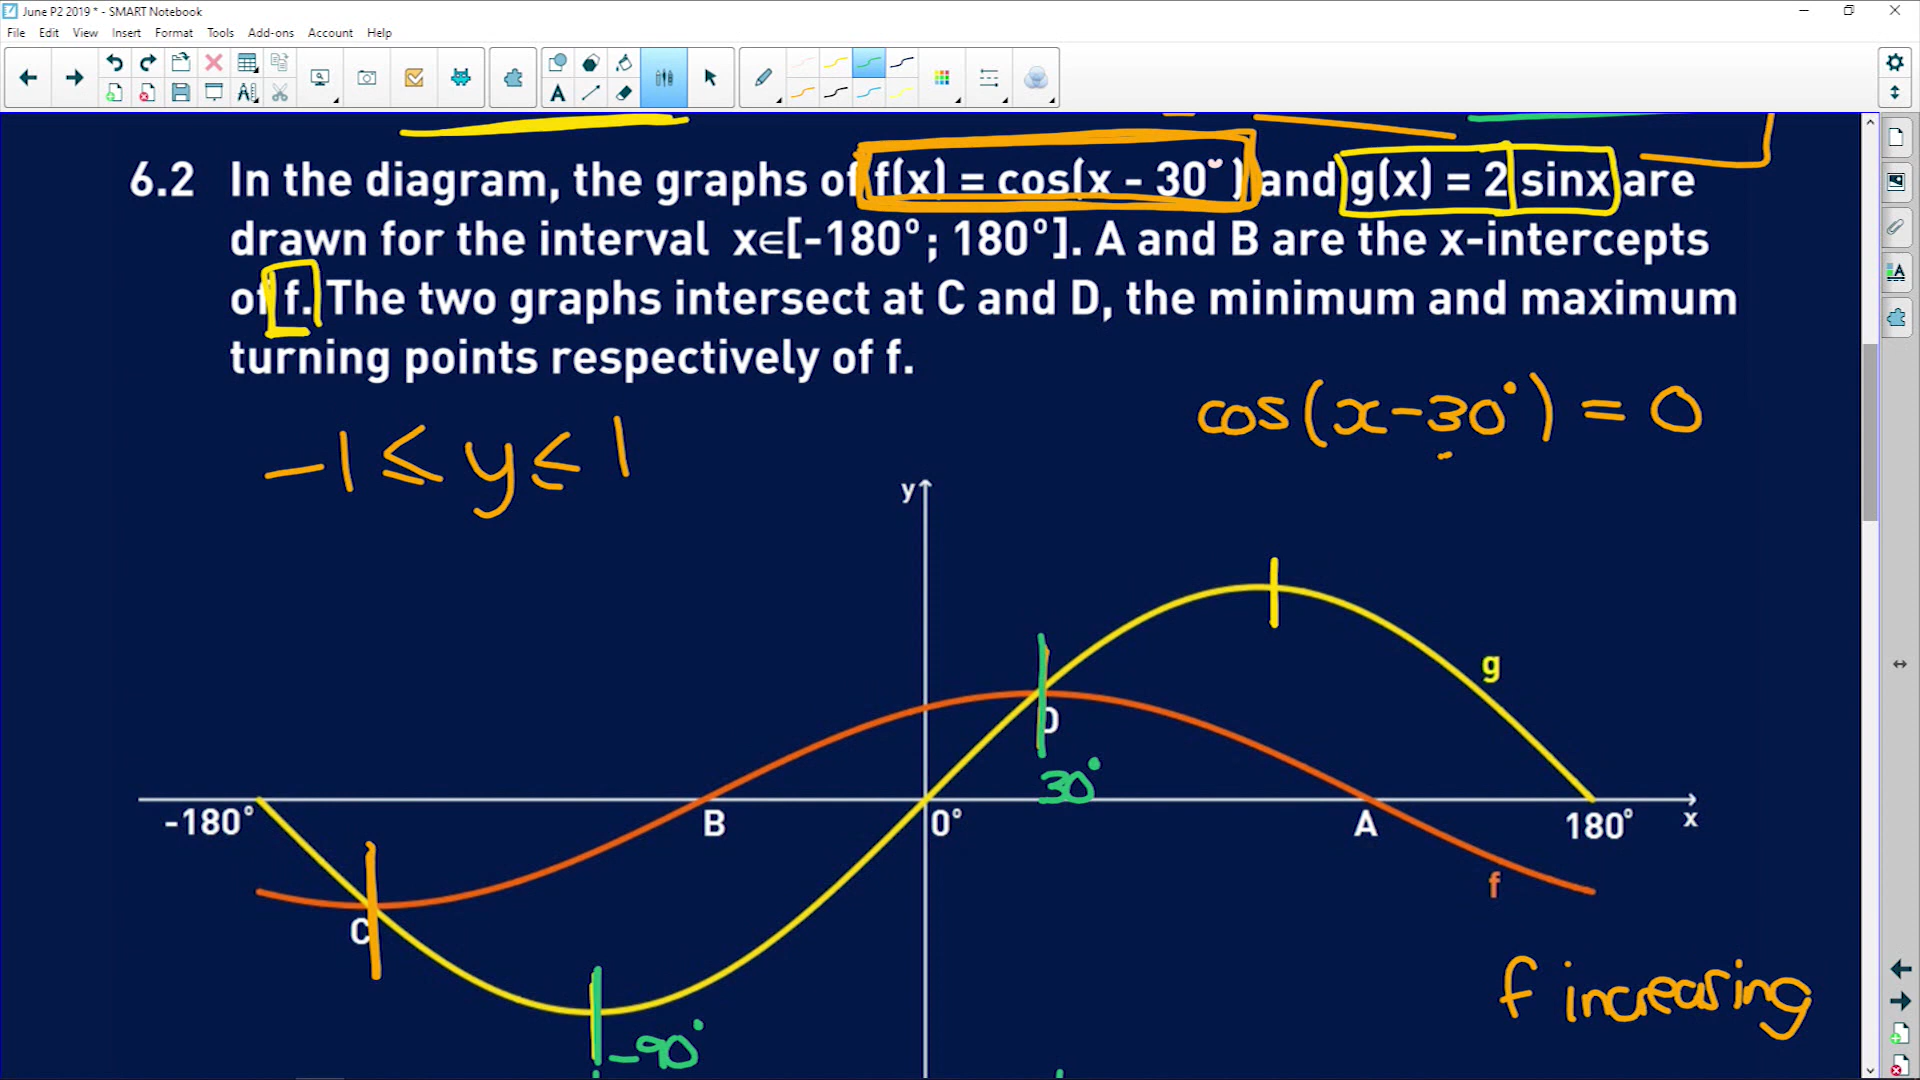 June P2 2019 * - SMART Notebook
File Edit View Insert Format Tools Add-ons Account Help
6.2 In the diagram, the graphs of f(x) = cos(x - 30°) and g(x) = 2 sinx are
drawn for the interval x∈[-180°; 180°]. A and B are the x-intercepts
of f. The two graphs intersect at C and D, the minimum and maximum
turning points respectively of f.
cos(x-30°) = 0
-1 ≤ y ≤ 1
y
g
D
30°
-180° B 0° A 180° x
f
C
f increasing
-90°